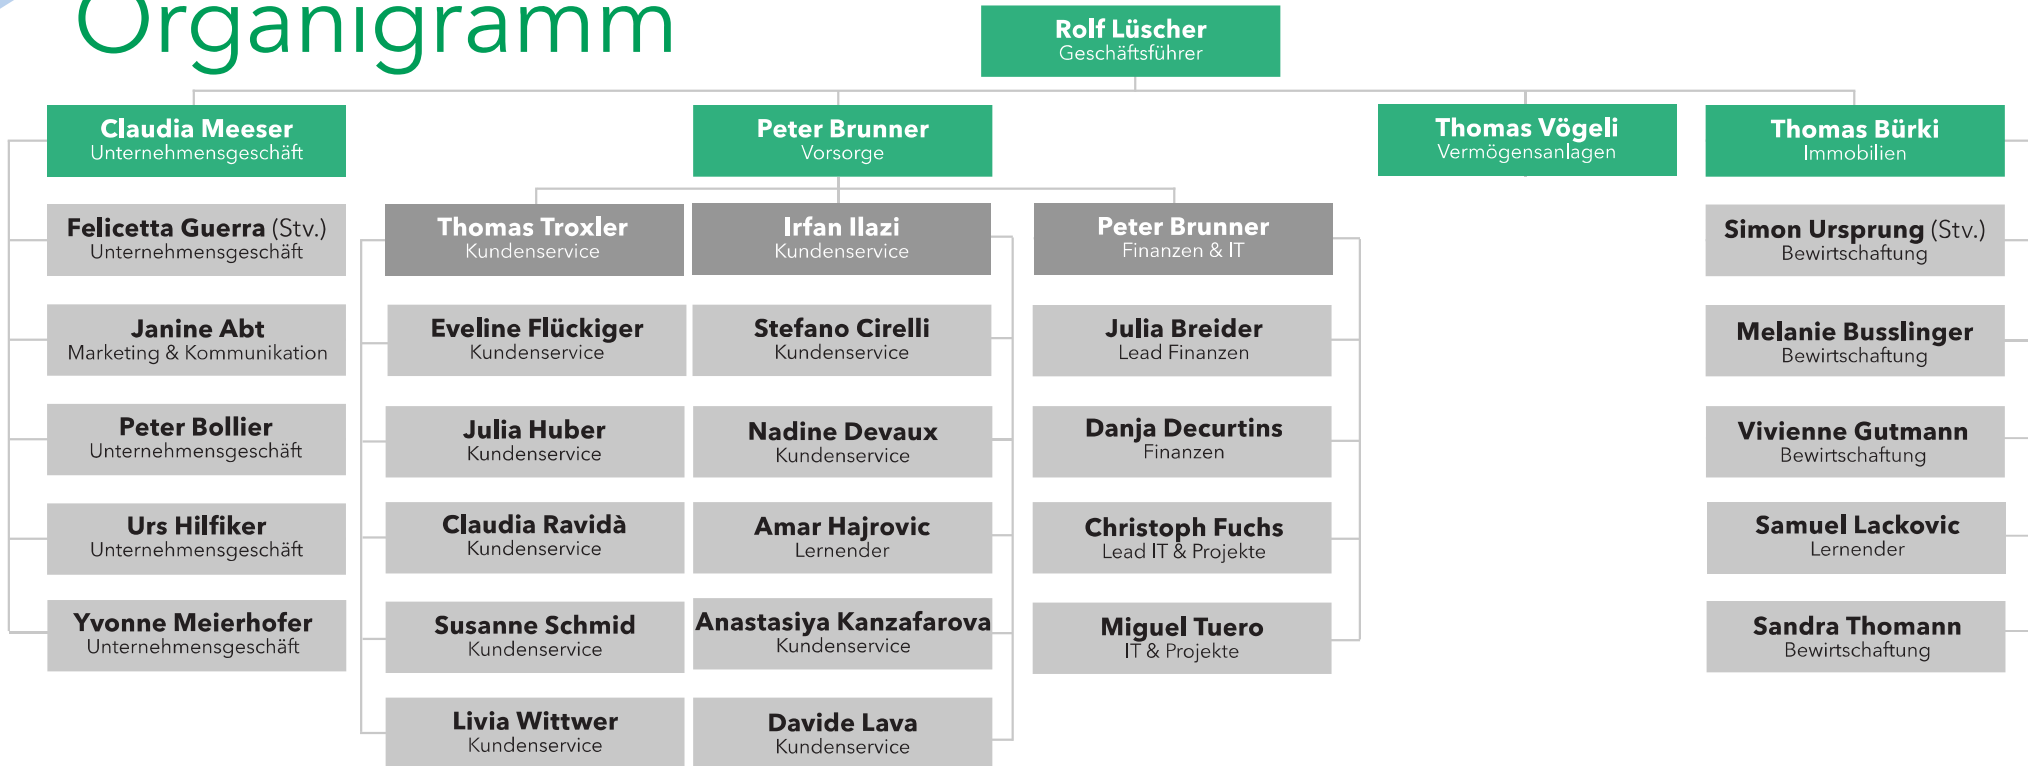 Organigramm
Rolf Lüscher
Geschäftsführer
Claudia Meeser
Unternehmensgeschäft
Peter Brunner
Vorsorge
Thomas Vögeli
Vermögensanlagen
Thomas Bürki
Immobilien
Felicetta Guerra (Stv.)
Unternehmensgeschäft
Janine Abt
Marketing & Kommunikation
Peter Bollier
Unternehmensgeschäft
Urs Hilfiker
Unternehmensgeschäft
Yvonne Meierhofer
Unternehmensgeschäft
Thomas Troxler
Kundenservice
Eveline Flückiger
Kundenservice
Julia Huber
Kundenservice
Claudia Ravidà
Kundenservice
Susanne Schmid
Kundenservice
Livia Wittwer
Kundenservice
Irfan Ilazi
Kundenservice
Stefano Cirelli
Kundenservice
Nadine Devaux
Kundenservice
Amar Hajrovic
Lernender
Anastasiya Kanzafarova
Kundenservice
Davide Lava
Kundenservice
Peter Brunner
Finanzen & IT
Julia Breider
Lead Finanzen
Danja Decurtins
Finanzen
Christoph Fuchs
Lead IT & Projekte
Miguel Tuero
IT & Projekte
Simon Ursprung (Stv.)
Bewirtschaftung
Melanie Busslinger
Bewirtschaftung
Vivienne Gutmann
Bewirtschaftung
Samuel Lackovic
Lernender
Sandra Thomann
Bewirtschaftung